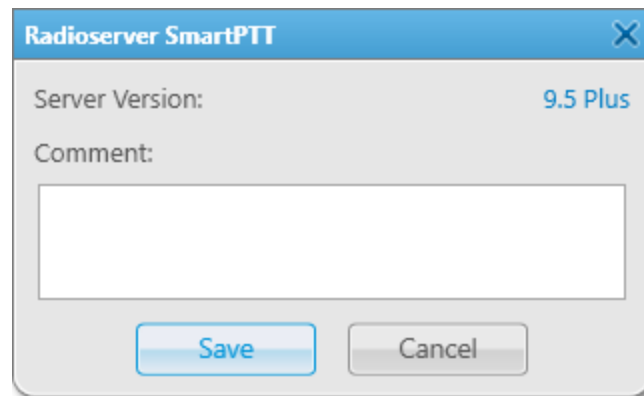 Radioserver SmartPTT
Server Version: 9.5 Plus
Comment:
Save Cancel